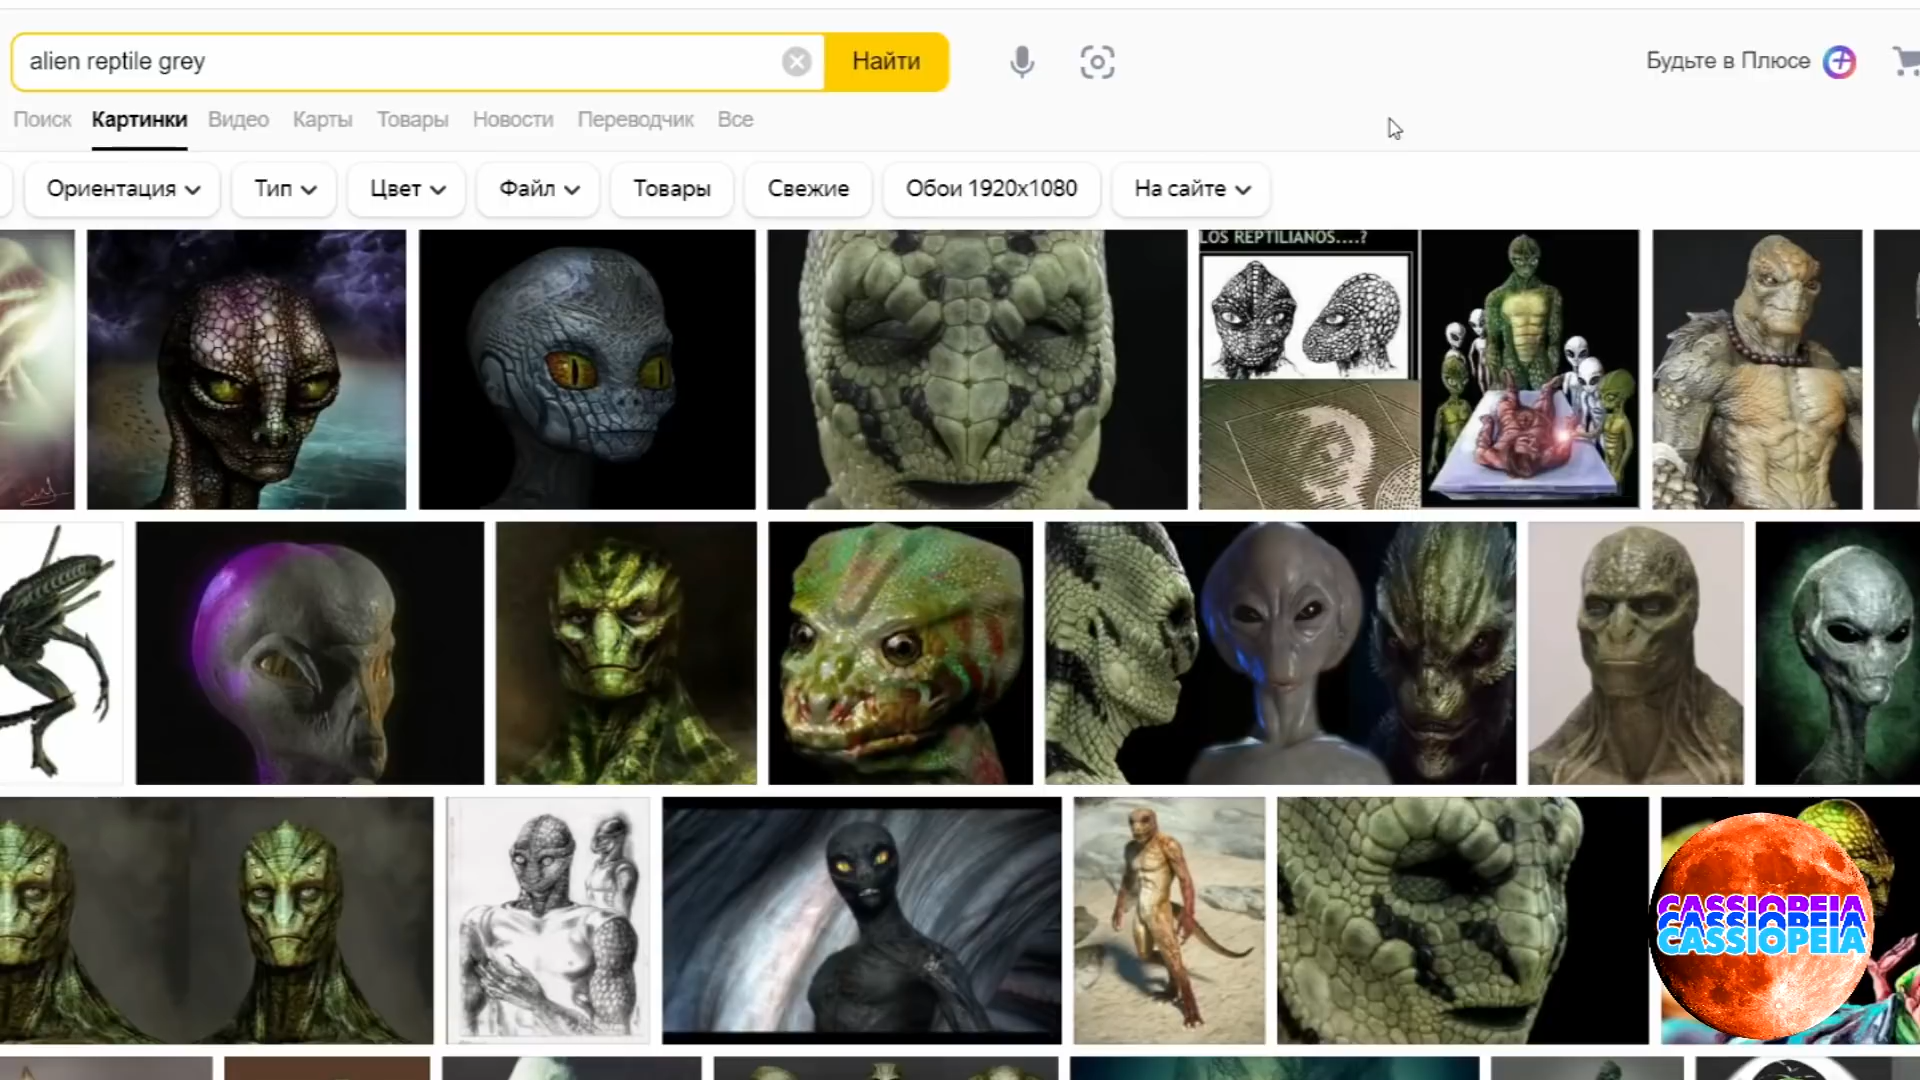 alien reptile grey
Найти
Будьте в Плюсе
Поиск Картинки Видео Карты Товары Новости Переводчик Все
Ориентация Тип Цвет Файл Товары Свежие Обои 1920x1080 На сайте
LOS REPTILIANOS....?
CASSIOPEIA
CASSIOPEIA
CASSIOPEIA